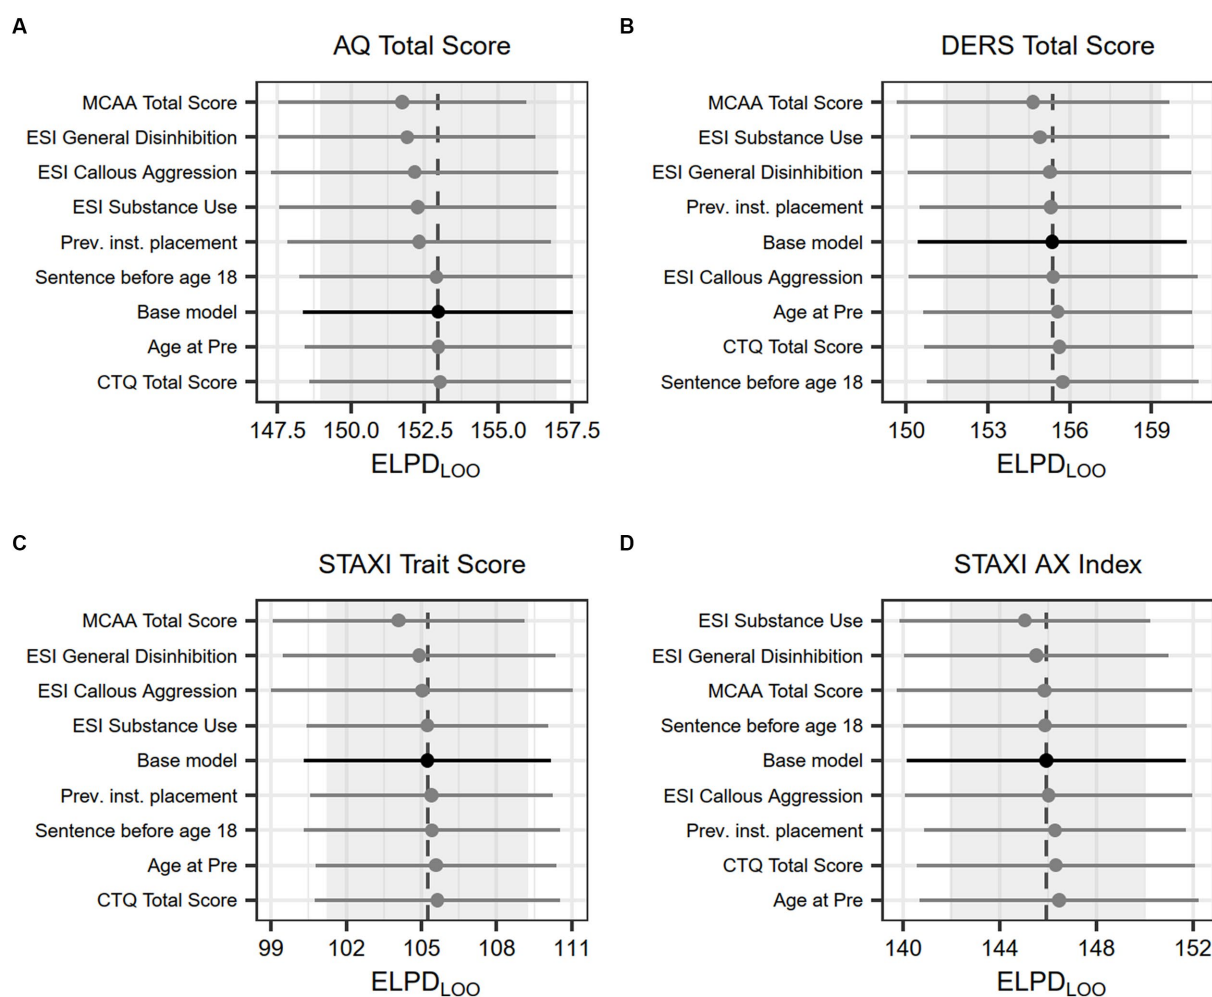 A
AQ Total Score
MCAA Total Score
ESI General Disinhibition
ESI Callous Aggression
ESI Substance Use
Prev. inst. placement
Sentence before age 18
Base model
Age at Pre
CTQ Total Score
147.5 150.0 152.5 155.0 157.5
ELPD_LOO
B
DERS Total Score
MCAA Total Score
ESI Substance Use
ESI General Disinhibition
Prev. inst. placement
Base model
ESI Callous Aggression
Age at Pre
CTQ Total Score
Sentence before age 18
150 153 156 159
ELPD_LOO
C
STAXI Trait Score
MCAA Total Score
ESI General Disinhibition
ESI Callous Aggression
ESI Substance Use
Base model
Prev. inst. placement
Sentence before age 18
Age at Pre
CTQ Total Score
99 102 105 108 111
ELPD_LOO
D
STAXI AX Index
ESI Substance Use
ESI General Disinhibition
MCAA Total Score
Sentence before age 18
Base model
ESI Callous Aggression
Prev. inst. placement
CTQ Total Score
Age at Pre
140 144 148 152
ELPD_LOO